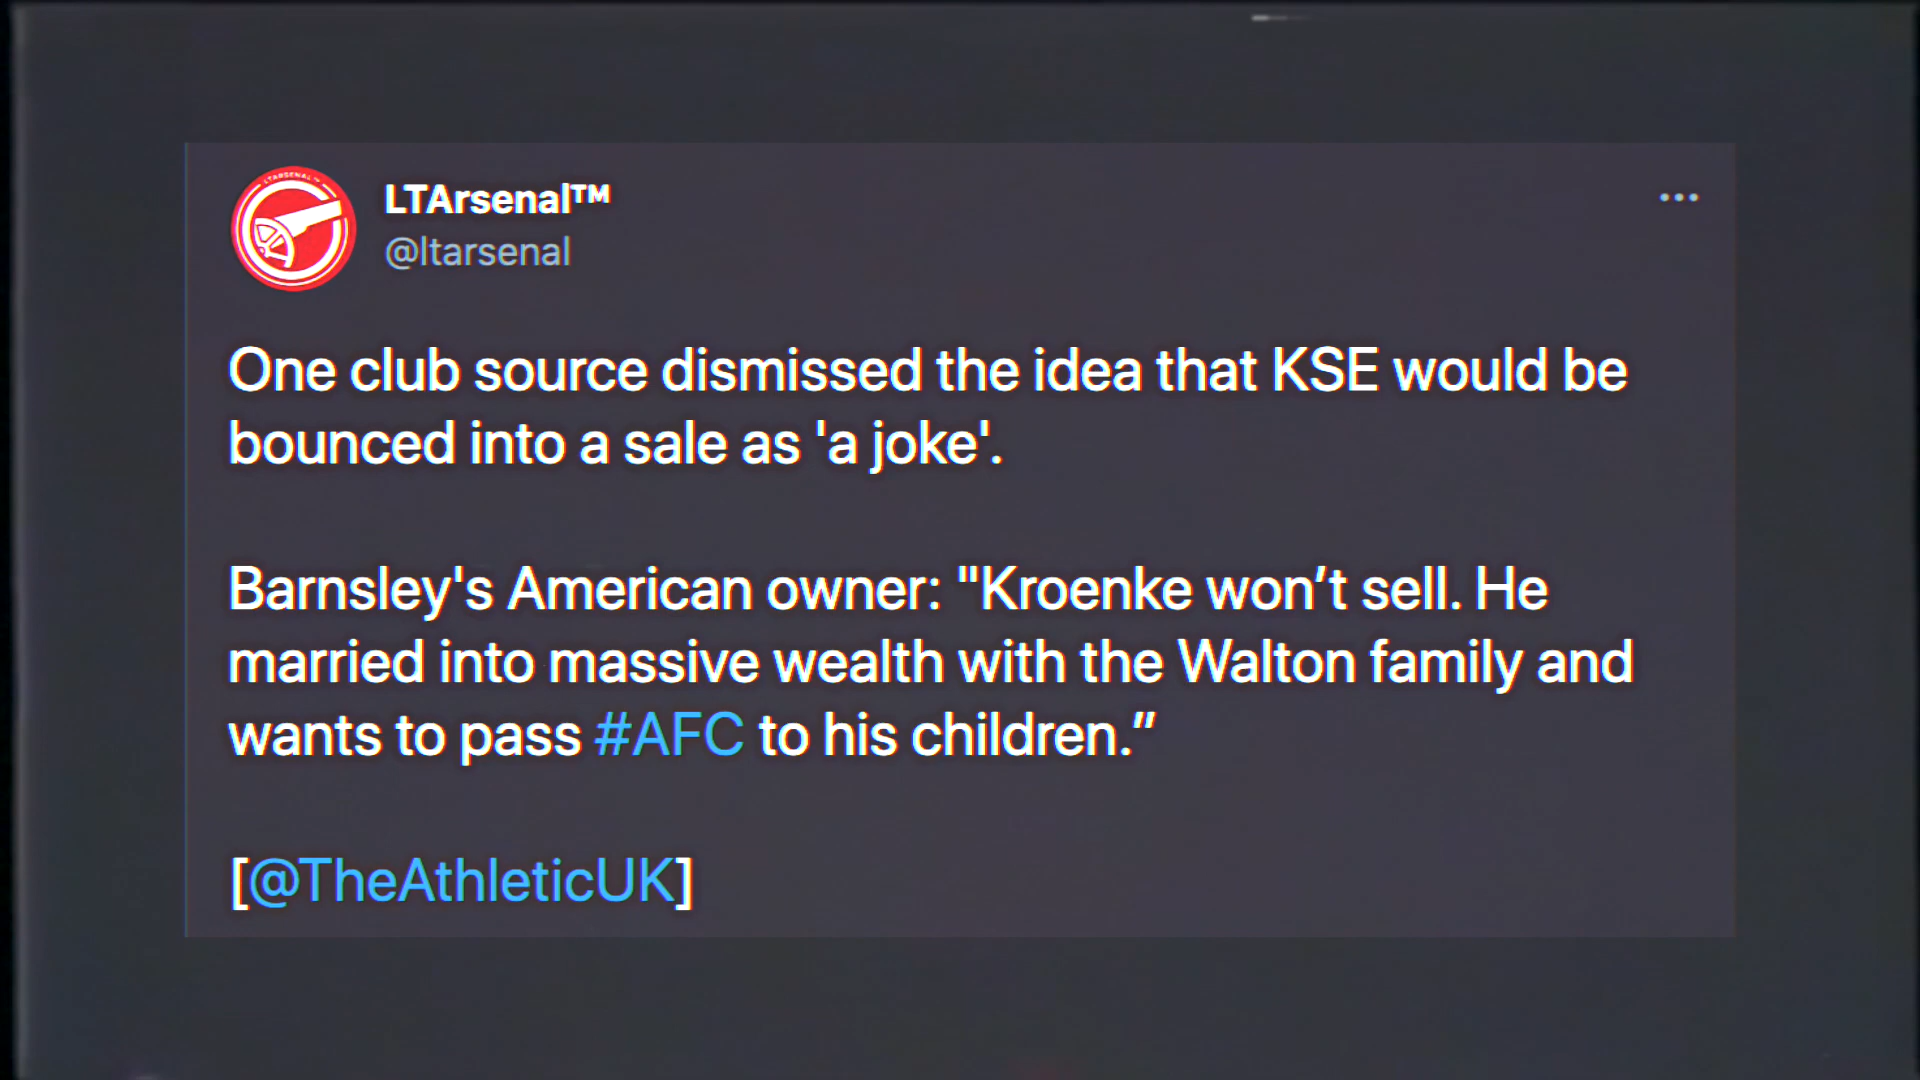 LTARSENAL™
LTArsenal™
@ltarsenal
One club source dismissed the idea that KSE would be
bounced into a sale as 'a joke'.
Barnsley's American owner: "Kroenke won’t sell. He
married into massive wealth with the Walton family and
wants to pass #AFC to his children.”
[@TheAthleticUK]